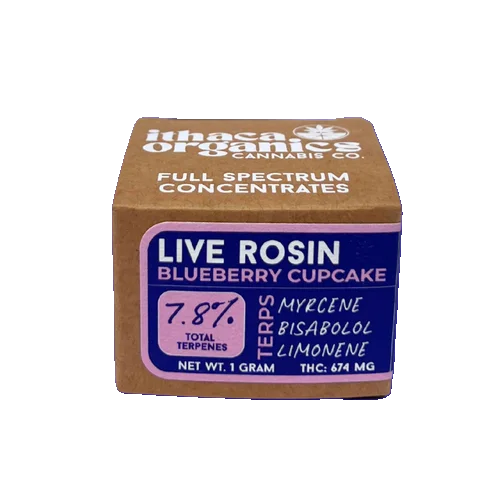 ithaca
organics
CANNABIS CO.
FULL SPECTRUM
CONCENTRATES
LIVE ROSIN
BLUEBERRY CUPCAKE
7.8%
TOTAL
TERPENES
TERPS
MYRCENE
BISABOLOL
LIMONENE
NET WT. 1 GRAM
THC: 674 MG